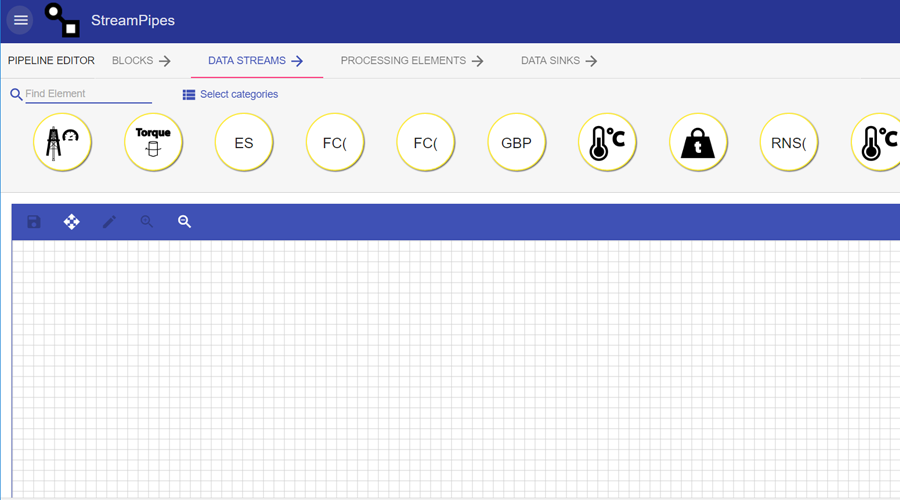 StreamPipes
PIPELINE EDITOR BLOCKS DATA STREAMS PROCESSING ELEMENTS DATA SINKS
Find Element Select categories
Torque ES FC( FC( GBP °C t RNS( °C